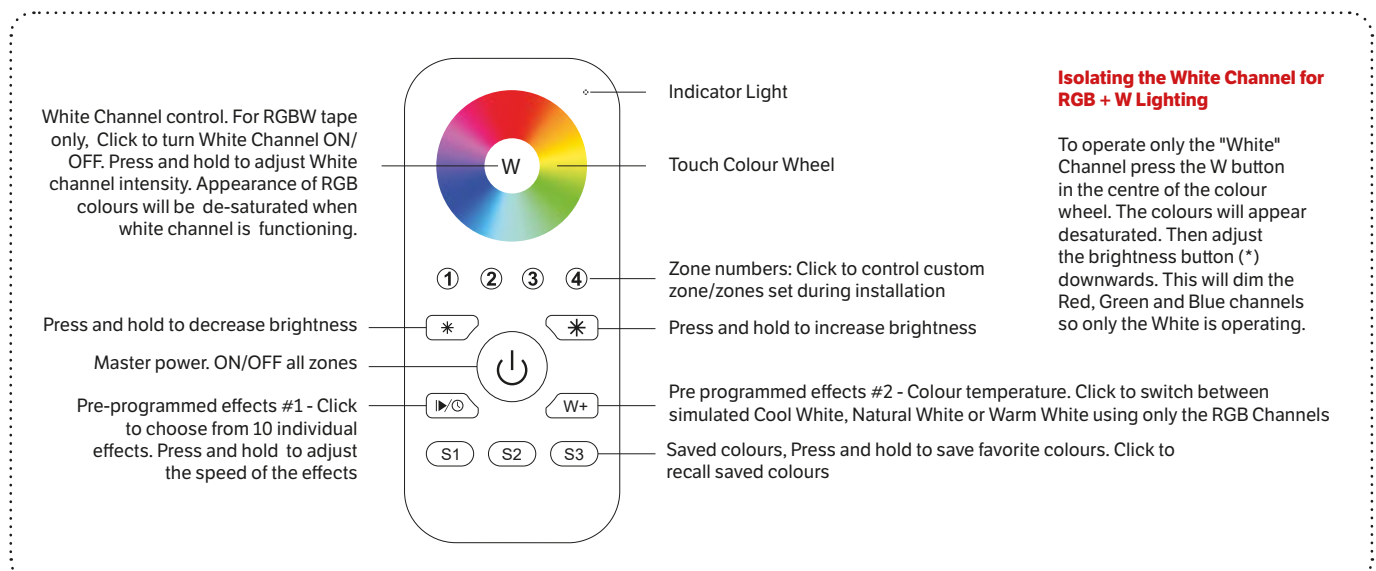 White Channel control. For RGBW tape
only, Click to turn White Channel ON/
OFF. Press and hold to adjust White
channel intensity. Appearance of RGB
colours will be de-saturated when
white channel is functioning.
Press and hold to decrease brightness
Master power. ON/OFF all zones
Pre-programmed effects #1 - Click
to choose from 10 individual
effects. Press and hold to adjust
the speed of the effects
W
1 2 3 4
W+
S1 S2 S3
Indicator Light
Touch Colour Wheel
Zone numbers: Click to control custom
zone/zones set during installation
Press and hold to increase brightness
Pre programmed effects #2 - Colour temperature. Click to switch between
simulated Cool White, Natural White or Warm White using only the RGB Channels
Saved colours, Press and hold to save favorite colours. Click to
recall saved colours
Isolating the White Channel for
RGB + W Lighting
To operate only the "White"
Channel press the W button
in the centre of the colour
wheel. The colours will appear
desaturated. Then adjust
the brightness button (*)
downwards. This will dim the
Red, Green and Blue channels
so only the White is operating.